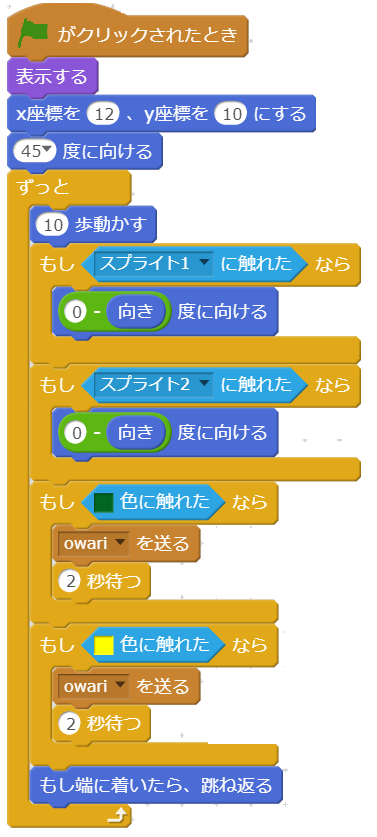 がクリックされたとき
表示する
x座標を 12 、y座標を 10 にする
45 度に向ける
ずっと
10 歩動かす
もし スプライト1 に触れた なら
0 - 向き 度に向ける
もし スプライト2 に触れた なら
0 - 向き 度に向ける
もし 色に触れた なら
owari を送る
2 秒待つ
もし 色に触れた なら
owari を送る
2 秒待つ
もし端に着いたら、跳ね返る